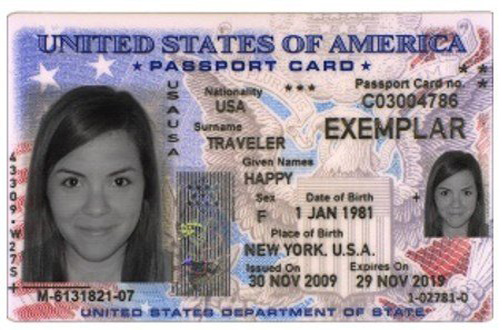 UNITED STATES OF AMERICA
★ PASSPORT CARD ★
Nationality
USA
***
Passport Card no.
C03004786
EXEMPLAR
Surname
TRAVELER
Given Names
HAPPY
Sex
F
Date of Birth
1 JAN 1981
Place of Birth
NEW YORK, U.S.A.
Issued On
30 NOV 2009
Expires On
29 NOV 2019
USAUSA
M-6131821-07
1-02781-0
UNITED STATES DEPARTMENT OF STATE